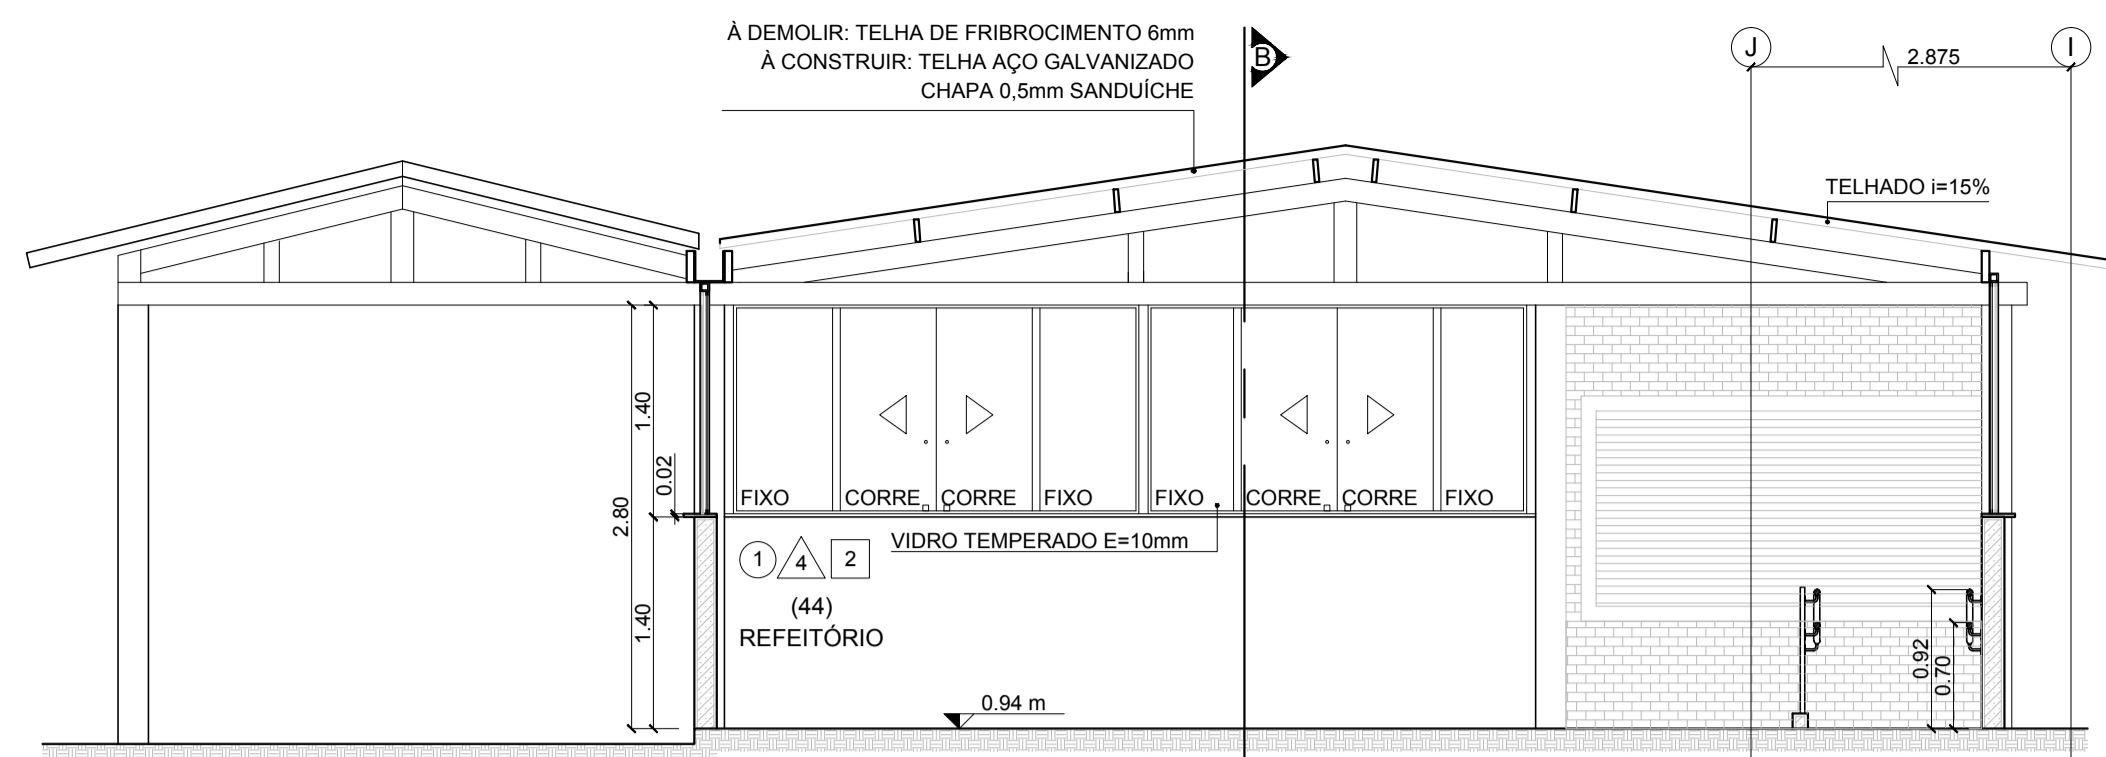 À DEMOLIR: TELHA DE FRIBROCIMENTO 6mm
À CONSTRUIR: TELHA AÇO GALVANIZADO
CHAPA 0,5mm SANDUÍCHE
B
J
2.875
I
TELHADO i=15%
1.40
0.02
2.80
1.40
FIXO
CORRE
CORRE
FIXO
FIXO
CORRE
CORRE
FIXO
VIDRO TEMPERADO E=10mm
1
4
2
(44)
REFEITÓRIO
0.94 m
0.92
0.70